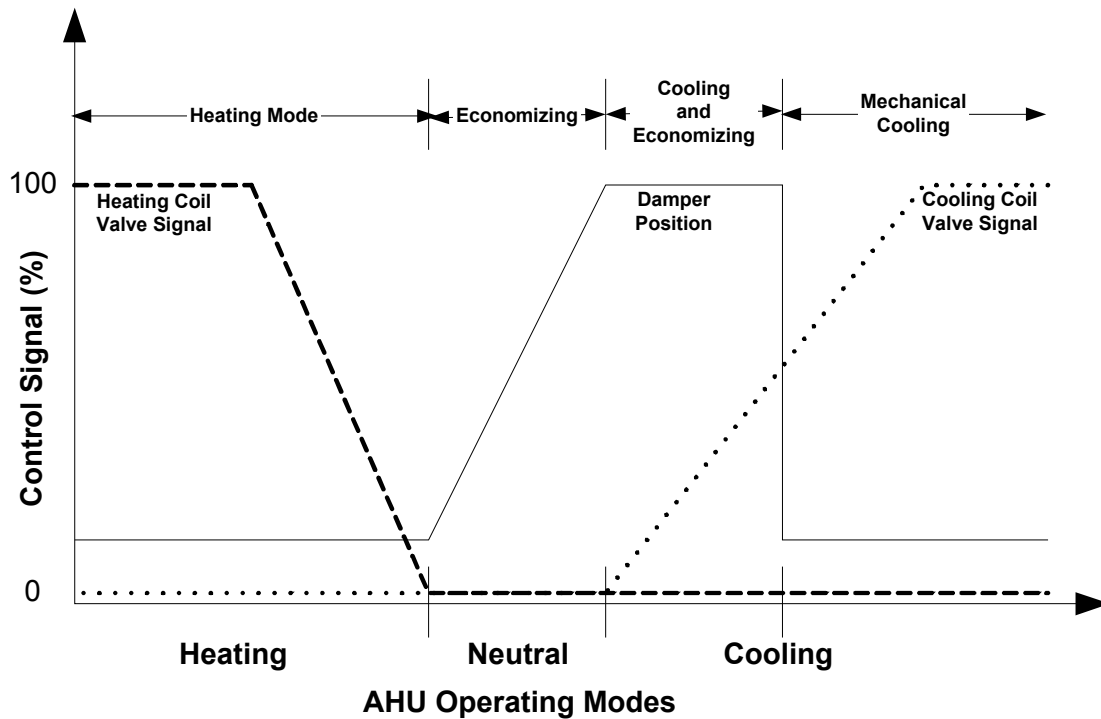 Heating Mode
Economizing
Cooling
and
Economizing
Mechanical
Cooling
100
Heating Coil
Valve Signal
Damper
Position
Cooling Coil
Valve Signal
Control Signal (%)
0
Heating
Neutral
Cooling
AHU Operating Modes